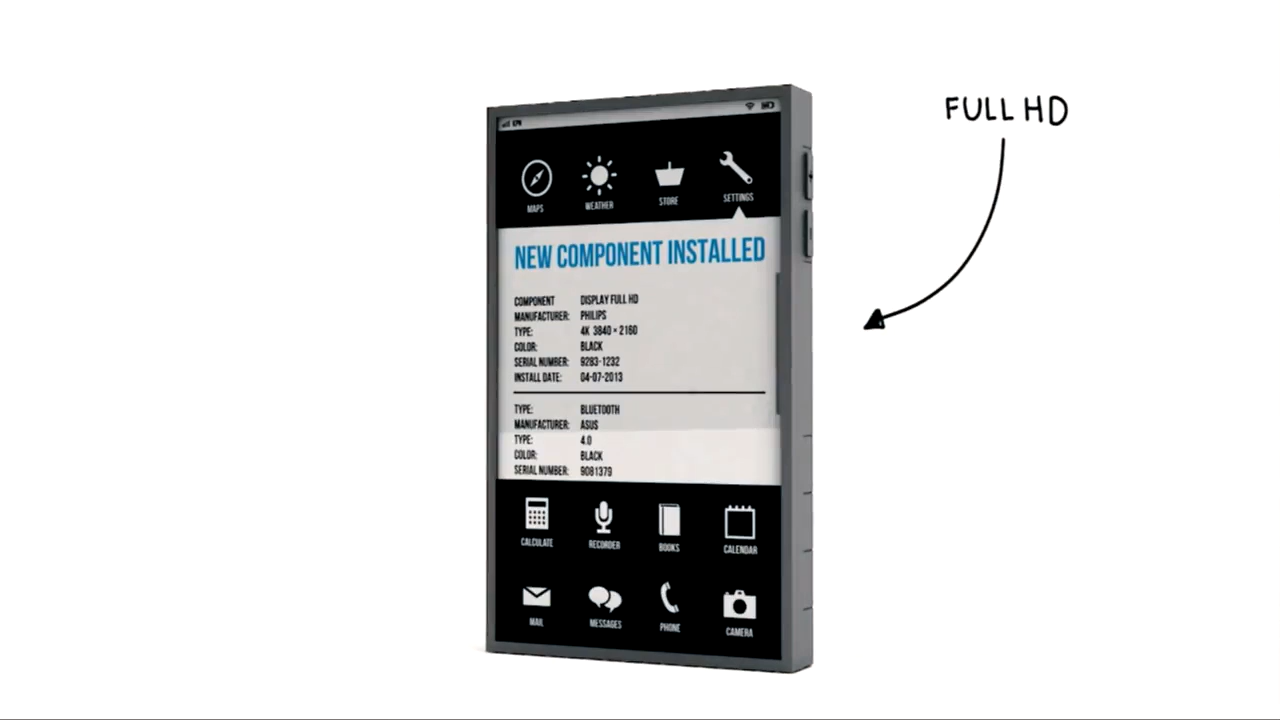 FULL HD
KPN
MAPS WEATHER STORE SETTINGS
NEW COMPONENT INSTALLED
COMPONENT DISPLAY FULL HD
MANUFACTURER: PHILIPS
TYPE: 4K 3840 × 2160
COLOR: BLACK
SERIAL NUMBER: 9283-1232
INSTALL DATE: 04-07-2013
TYPE: BLUETOOTH
MANUFACTURER: ASUS
TYPE: 4.0
COLOR: BLACK
SERIAL NUMBER: 9081379
CALCULATE RECORDER BOOKS CALENDAR
MAIL MESSAGES PHONE CAMERA